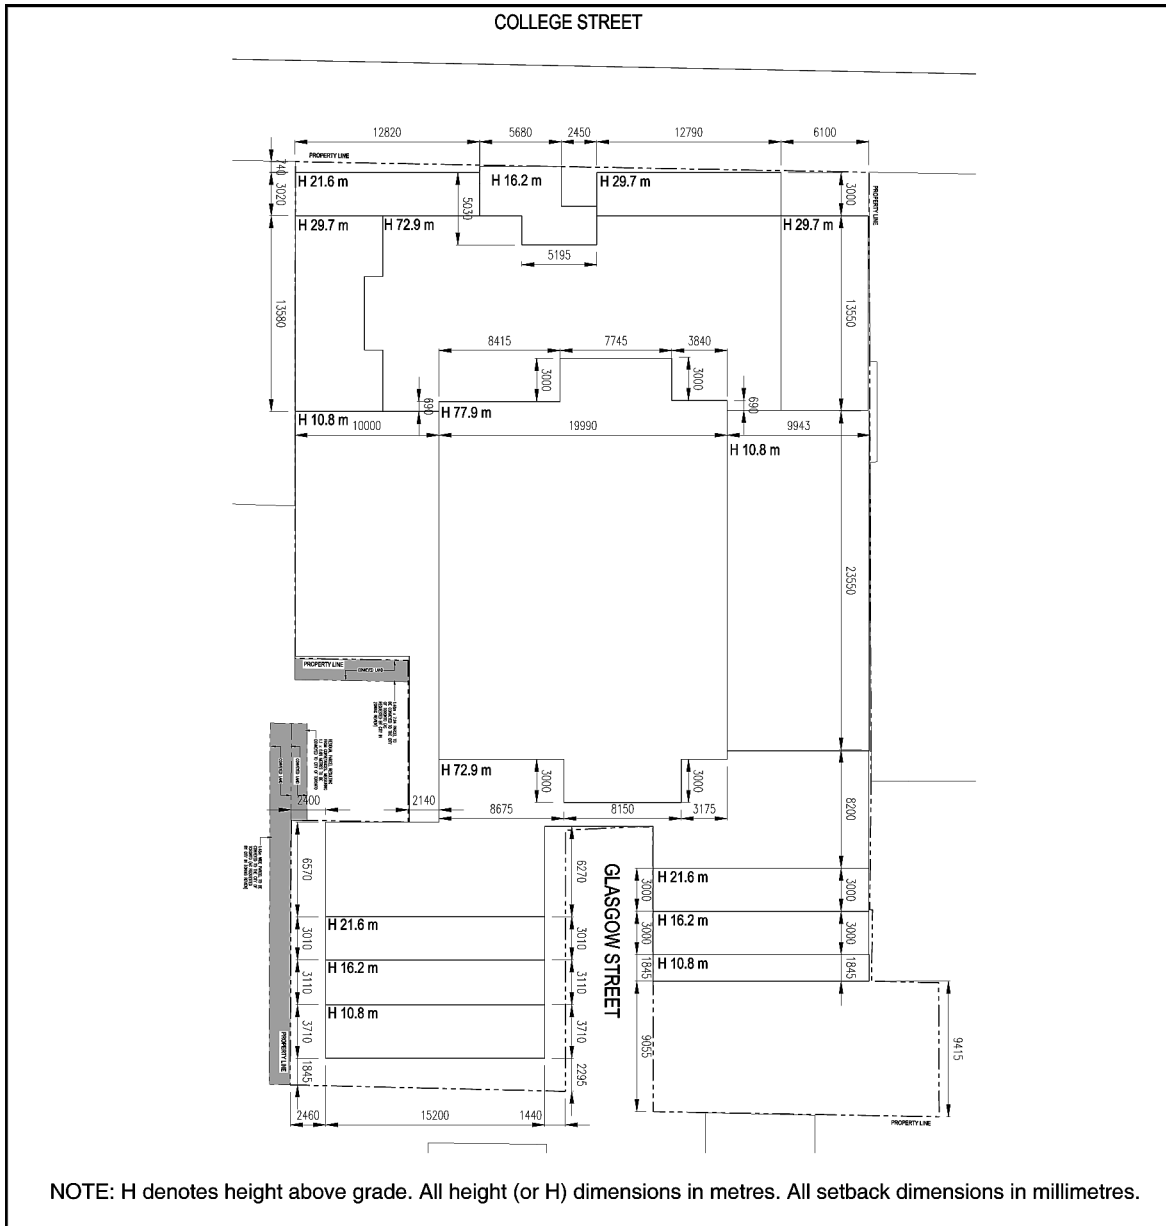 COLLEGE STREET
12820
5680
2450
12790
6100
PROPERTY LINE
740
H 21.6 m
H 16.2 m
H 29.7 m
3020
5030
3000
PROPERTY LINE
H 29.7 m
H 72.9 m
H 29.7 m
5195
13580
13550
8415
7745
3840
3000
3000
690
H 77.9 m
690
H 10.8 m
10000
19990
9943
H 10.8 m
23550
PROPERTY LINE
CONVEYED LAND
H 72.9 m
3000
3000
2400
2140
8675
8150
3175
8200
6570
6270
GLASGOW STREET
H 21.6 m
3000
3000
H 21.6 m
3010
3010
H 16.2 m
3000
3000
H 16.2 m
3110
3110
H 10.8 m
1845
1845
H 10.8 m
3710
3710
PROPERTY LINE
9055
9415
1845
2295
2460
15200
1440
PROPERTY LINE
NOTE: H denotes height above grade. All height (or H) dimensions in metres. All setback dimensions in millimetres.